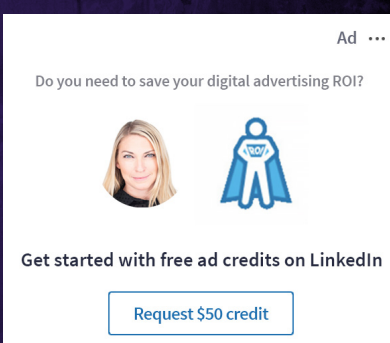 Ad ...
Do you need to save your digital advertising ROI?
ROI
Get started with free ad credits on LinkedIn
Request $50 credit